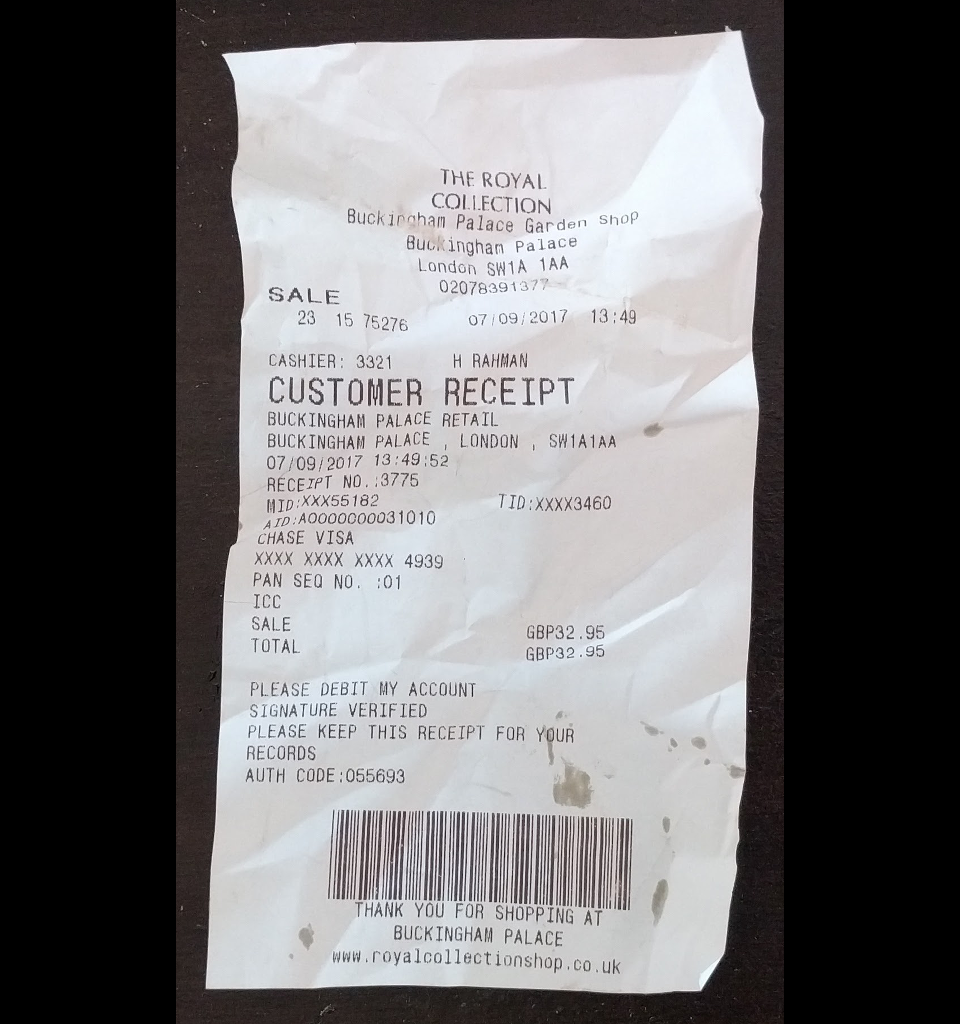 THE ROYAL
COLLECTION
Buckingham Palace Garden Shop
Buckingham Palace
London SW1A 1AA
02078391377
SALE
23 15 75276 07/09/2017 13:49
CASHIER: 3321 H RAHMAN
CUSTOMER RECEIPT
BUCKINGHAM PALACE RETAIL
BUCKINGHAM PALACE , LONDON , SW1A1AA
07/09/2017 13:49:52
RECEIPT NO.:3775
MID:XXX55182 TID:XXXX3460
AID:A0000000031010
CHASE VISA
XXXX XXXX XXXX 4939
PAN SEQ NO. :01
ICC
SALE GBP32.95
TOTAL GBP32.95
PLEASE DEBIT MY ACCOUNT
SIGNATURE VERIFIED
PLEASE KEEP THIS RECEIPT FOR YOUR
RECORDS
AUTH CODE:055693
THANK YOU FOR SHOPPING AT
BUCKINGHAM PALACE
www.royalcollectionshop.co.uk